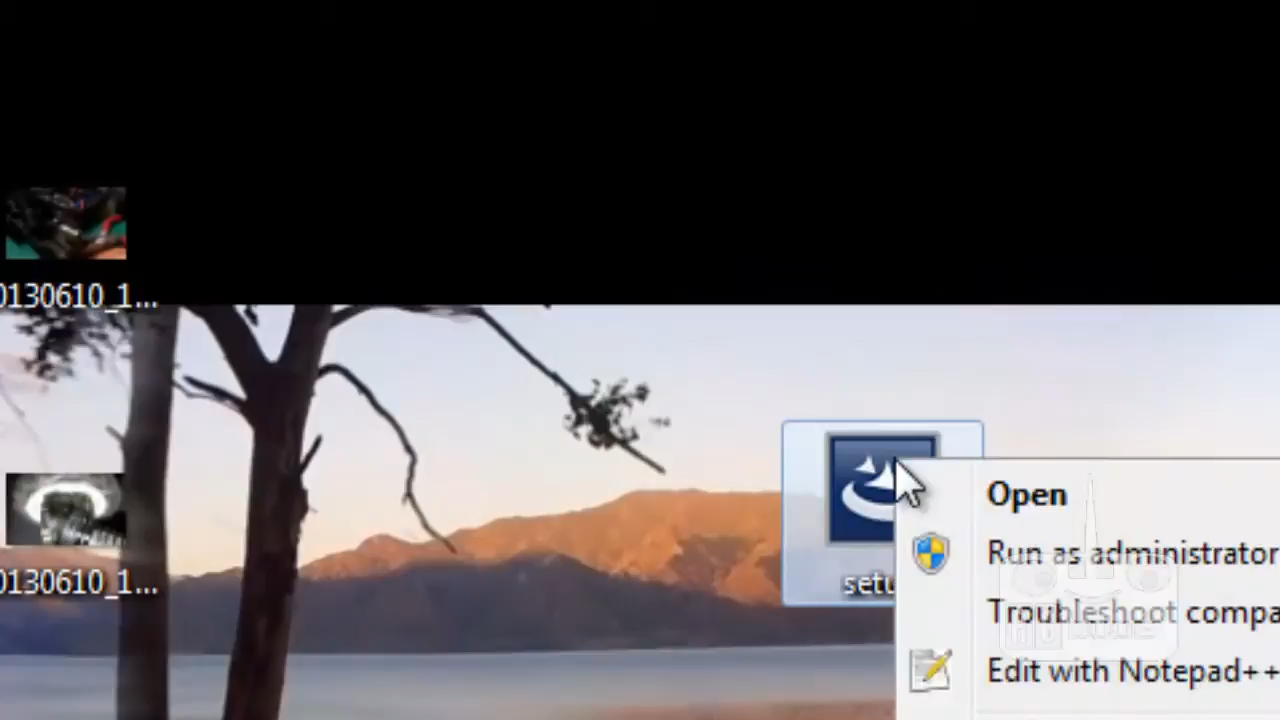 0130610_1...
0130610_1...
setu
Open
Run as administrator
Troubleshoot compa
Edit with Notepad++